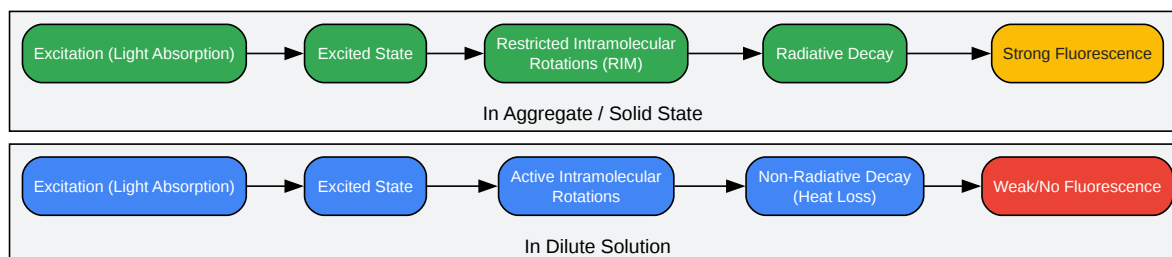 Excitation (Light Absorption)
Excited State
Restricted Intramolecular
Rotations (RIM)
Radiative Decay
Strong Fluorescence
In Aggregate / Solid State
Excitation (Light Absorption)
Excited State
Active Intramolecular
Rotations
Non-Radiative Decay
(Heat Loss)
Weak/No Fluorescence
In Dilute Solution